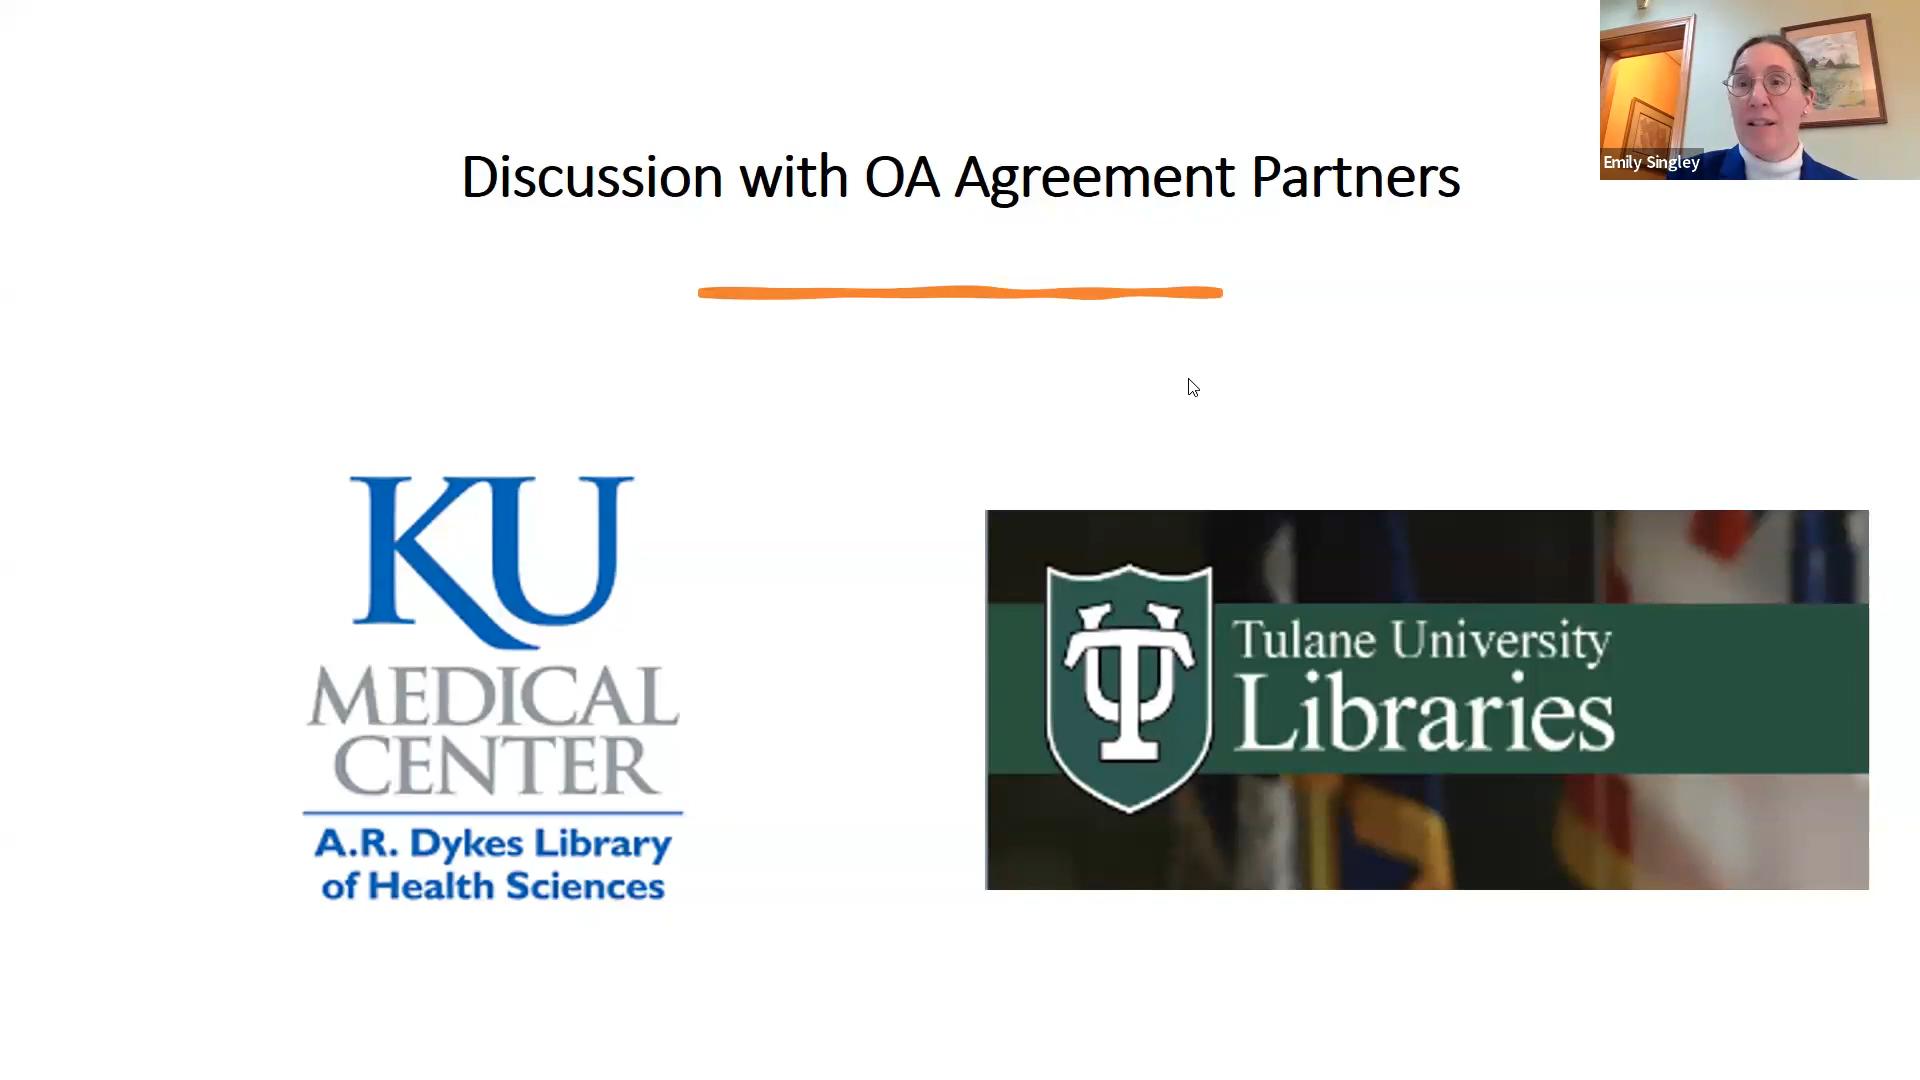 Discussion with OA Agreement Partners
Emily Singley
KU
MEDICAL
CENTER
A.R. Dykes Library
of Health Sciences
Tulane University
Libraries